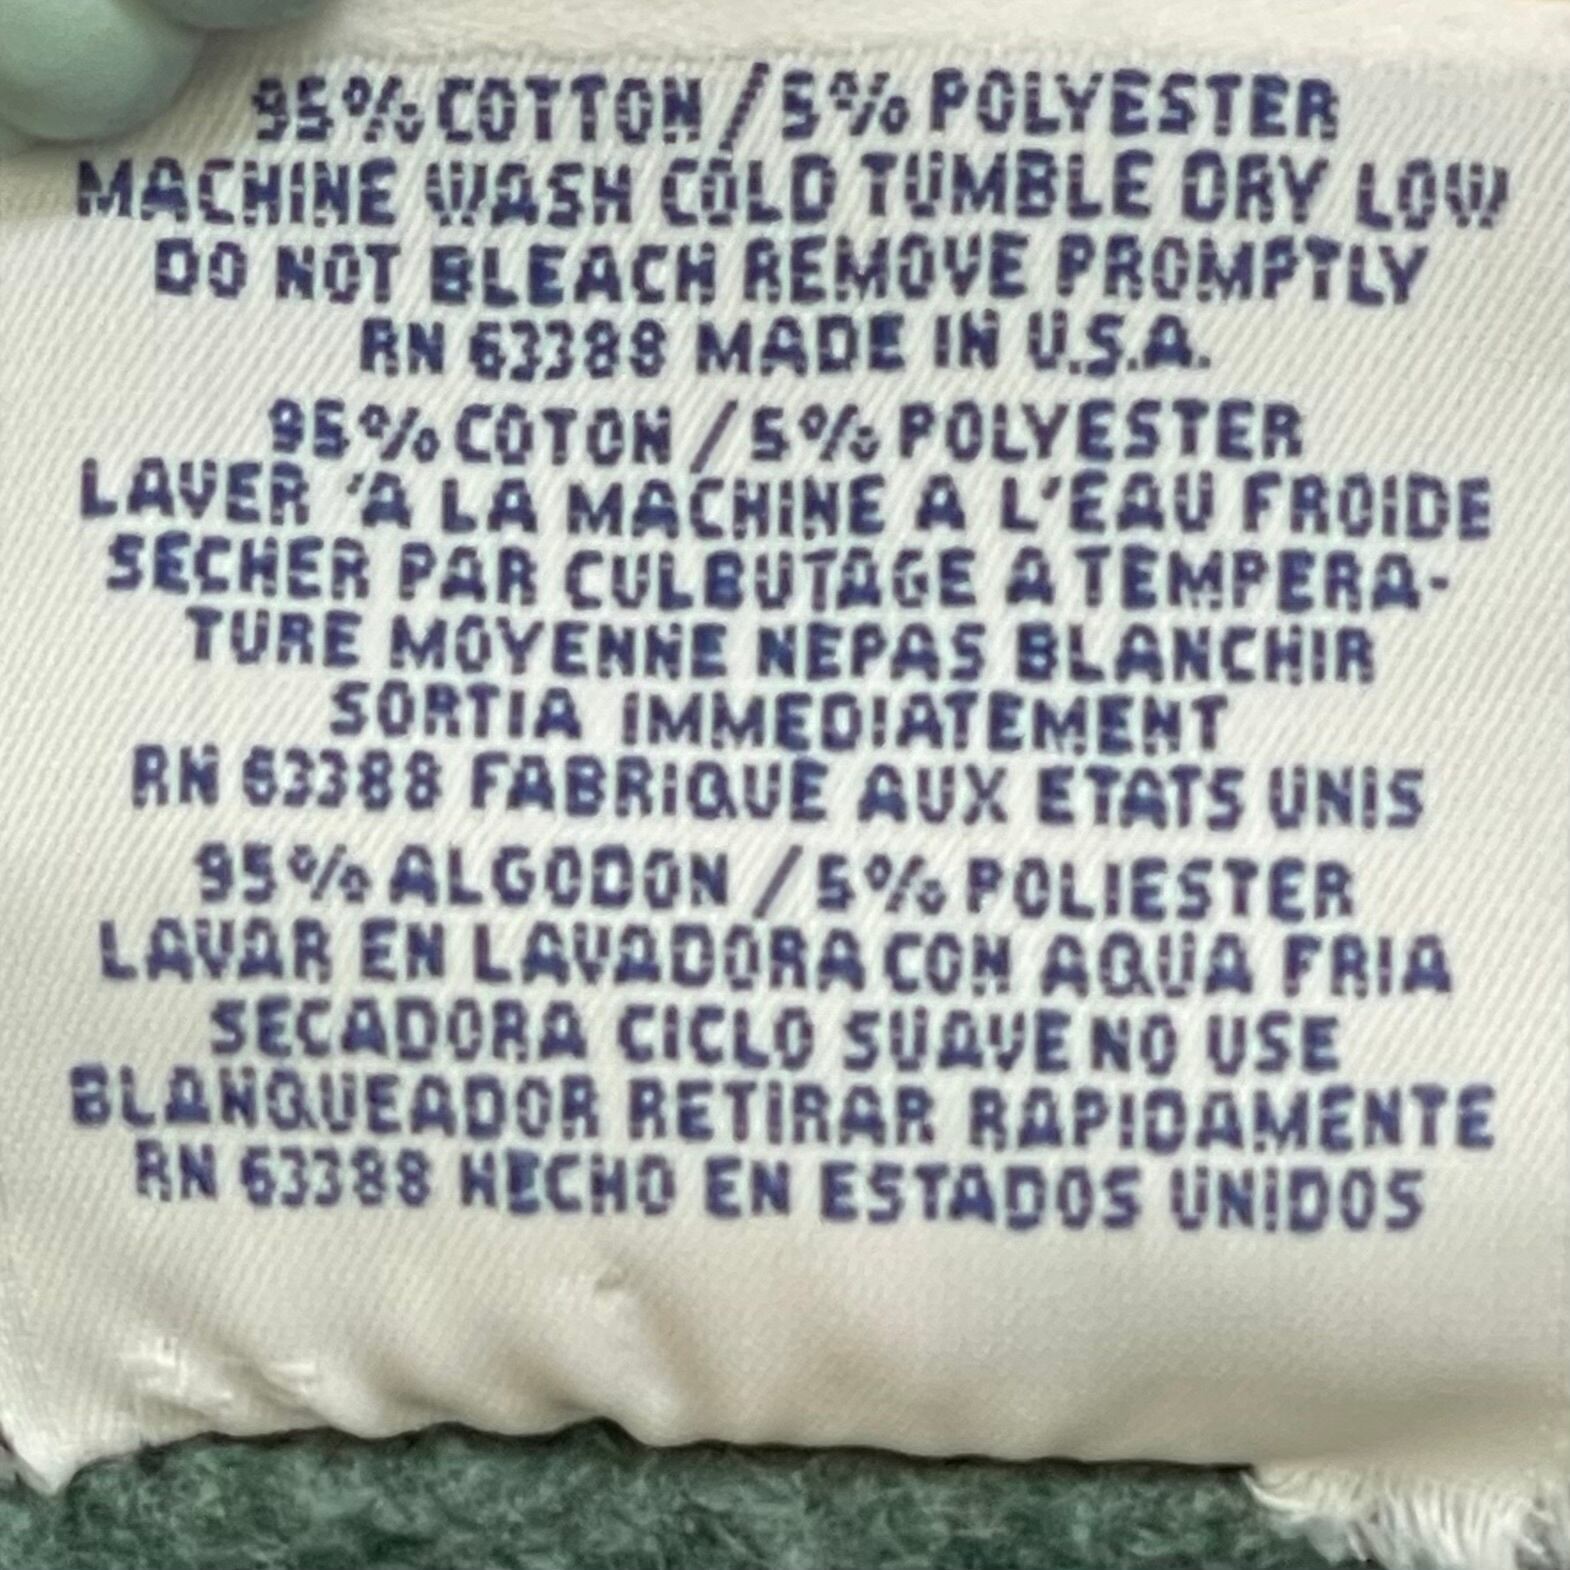 95% COTTON / 5% POLYESTER
MACHINE WASH COLD TUMBLE DRY LOW
DO NOT BLEACH REMOVE PROMPTLY
RN 63388 MADE IN U.S.A.
95% COTON / 5% POLYESTER
LAVER 'A LA MACHINE A L'EAU FROIDE
SECHER PAR CULBUTAGE A TEMPERA-
TURE MOYENNE NEPAS BLANCHIR
SORTIA IMMEDIATEMENT
RN 63388 FABRIQUE AUX ETATS UNIS
95% ALGODON / 5% POLIESTER
LAVAR EN LAVADORA CON AQUA FRIA
SECADORA CICLO SUAVE NO USE
BLANQUEADOR RETIRAR RAPIDAMENTE
RN 63388 HECHO EN ESTADOS UNIDOS